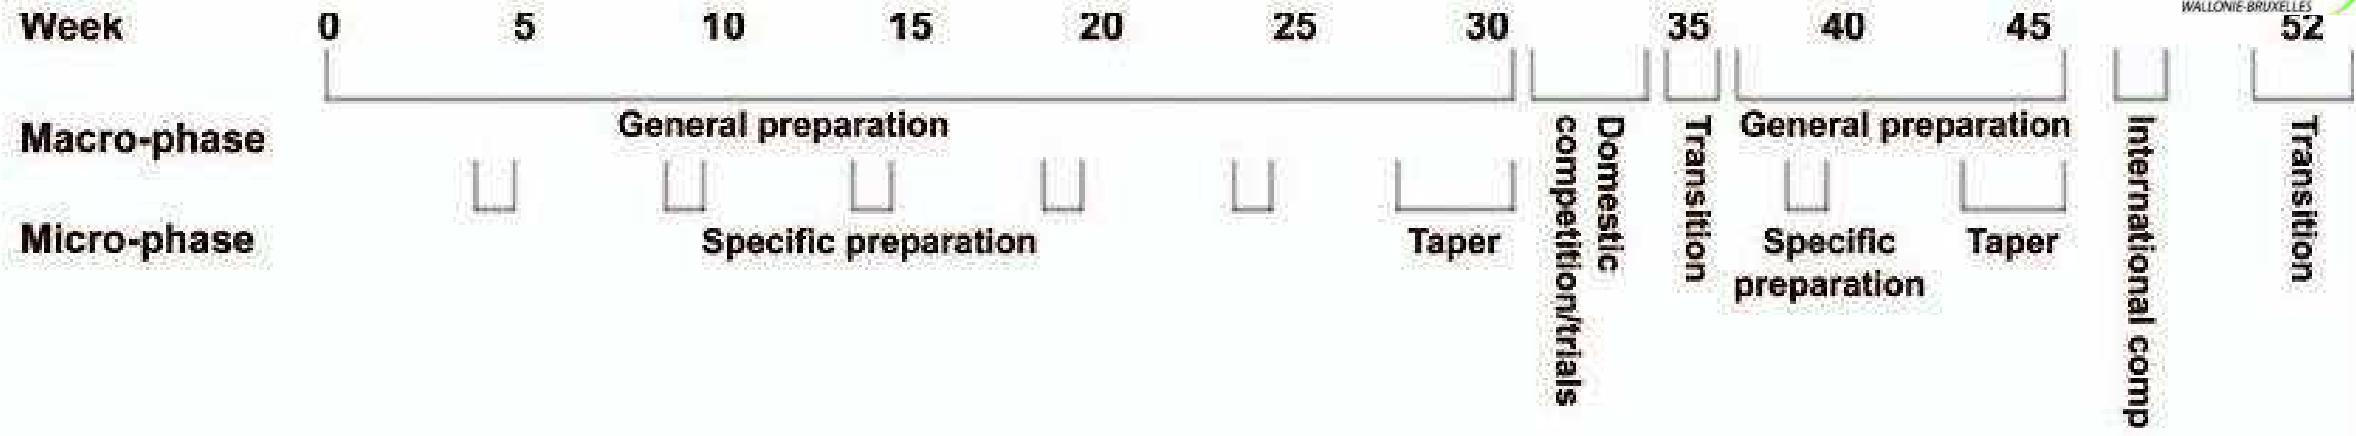 WALLONIE-BRUXELLES
Week 0 5 10 15 20 25 30 35 40 45 52
Macro-phase
General preparation
Domestic
competition/trials
Transition
General preparation
International comp
Transition
Micro-phase
Specific preparation
Taper
Specific
preparation
Taper